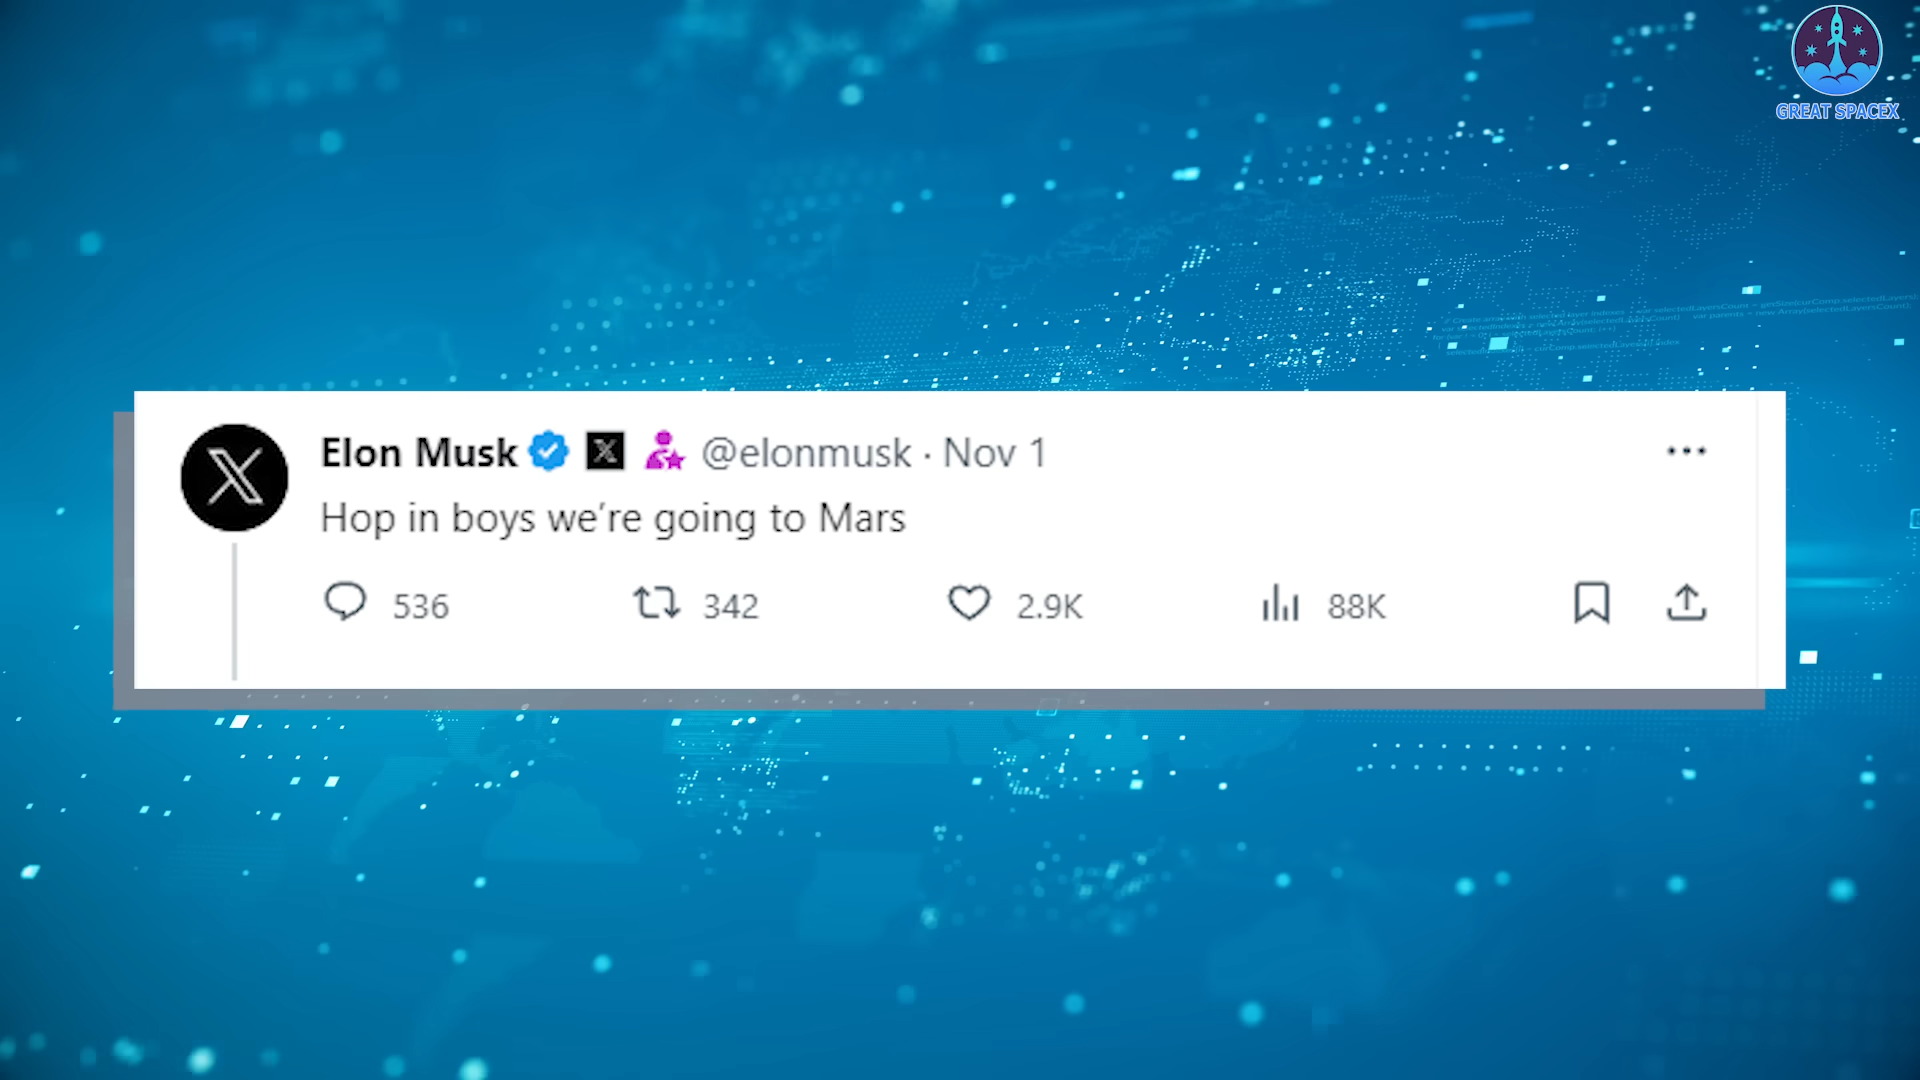 GREAT SPACEX
Elon Musk @elonmusk · Nov 1
Hop in boys we’re going to Mars
536 342 2.9K 88K